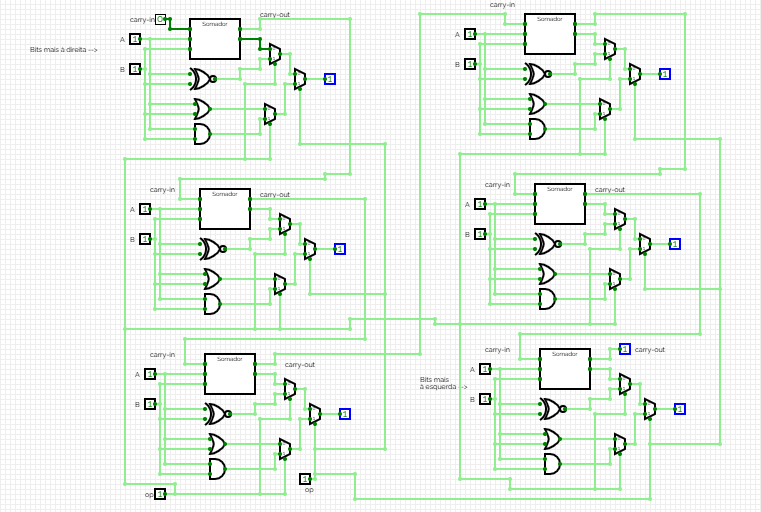 carry-in 0 Somador carry-out
A 1
Bits mais à direita -->
B 1
1
carry-in
Somador
A 1
B 1
1
carry-in Somador carry-out
A 1
B 1
1
carry-in Somador carry-out
A 1
B 1
1
carry-in Somador
carry-out
A 1
B 1
1
op 1
1
op
carry-in Somador 1 carry-out
A 1
Bits mais
à esquerda -->
B 1
1